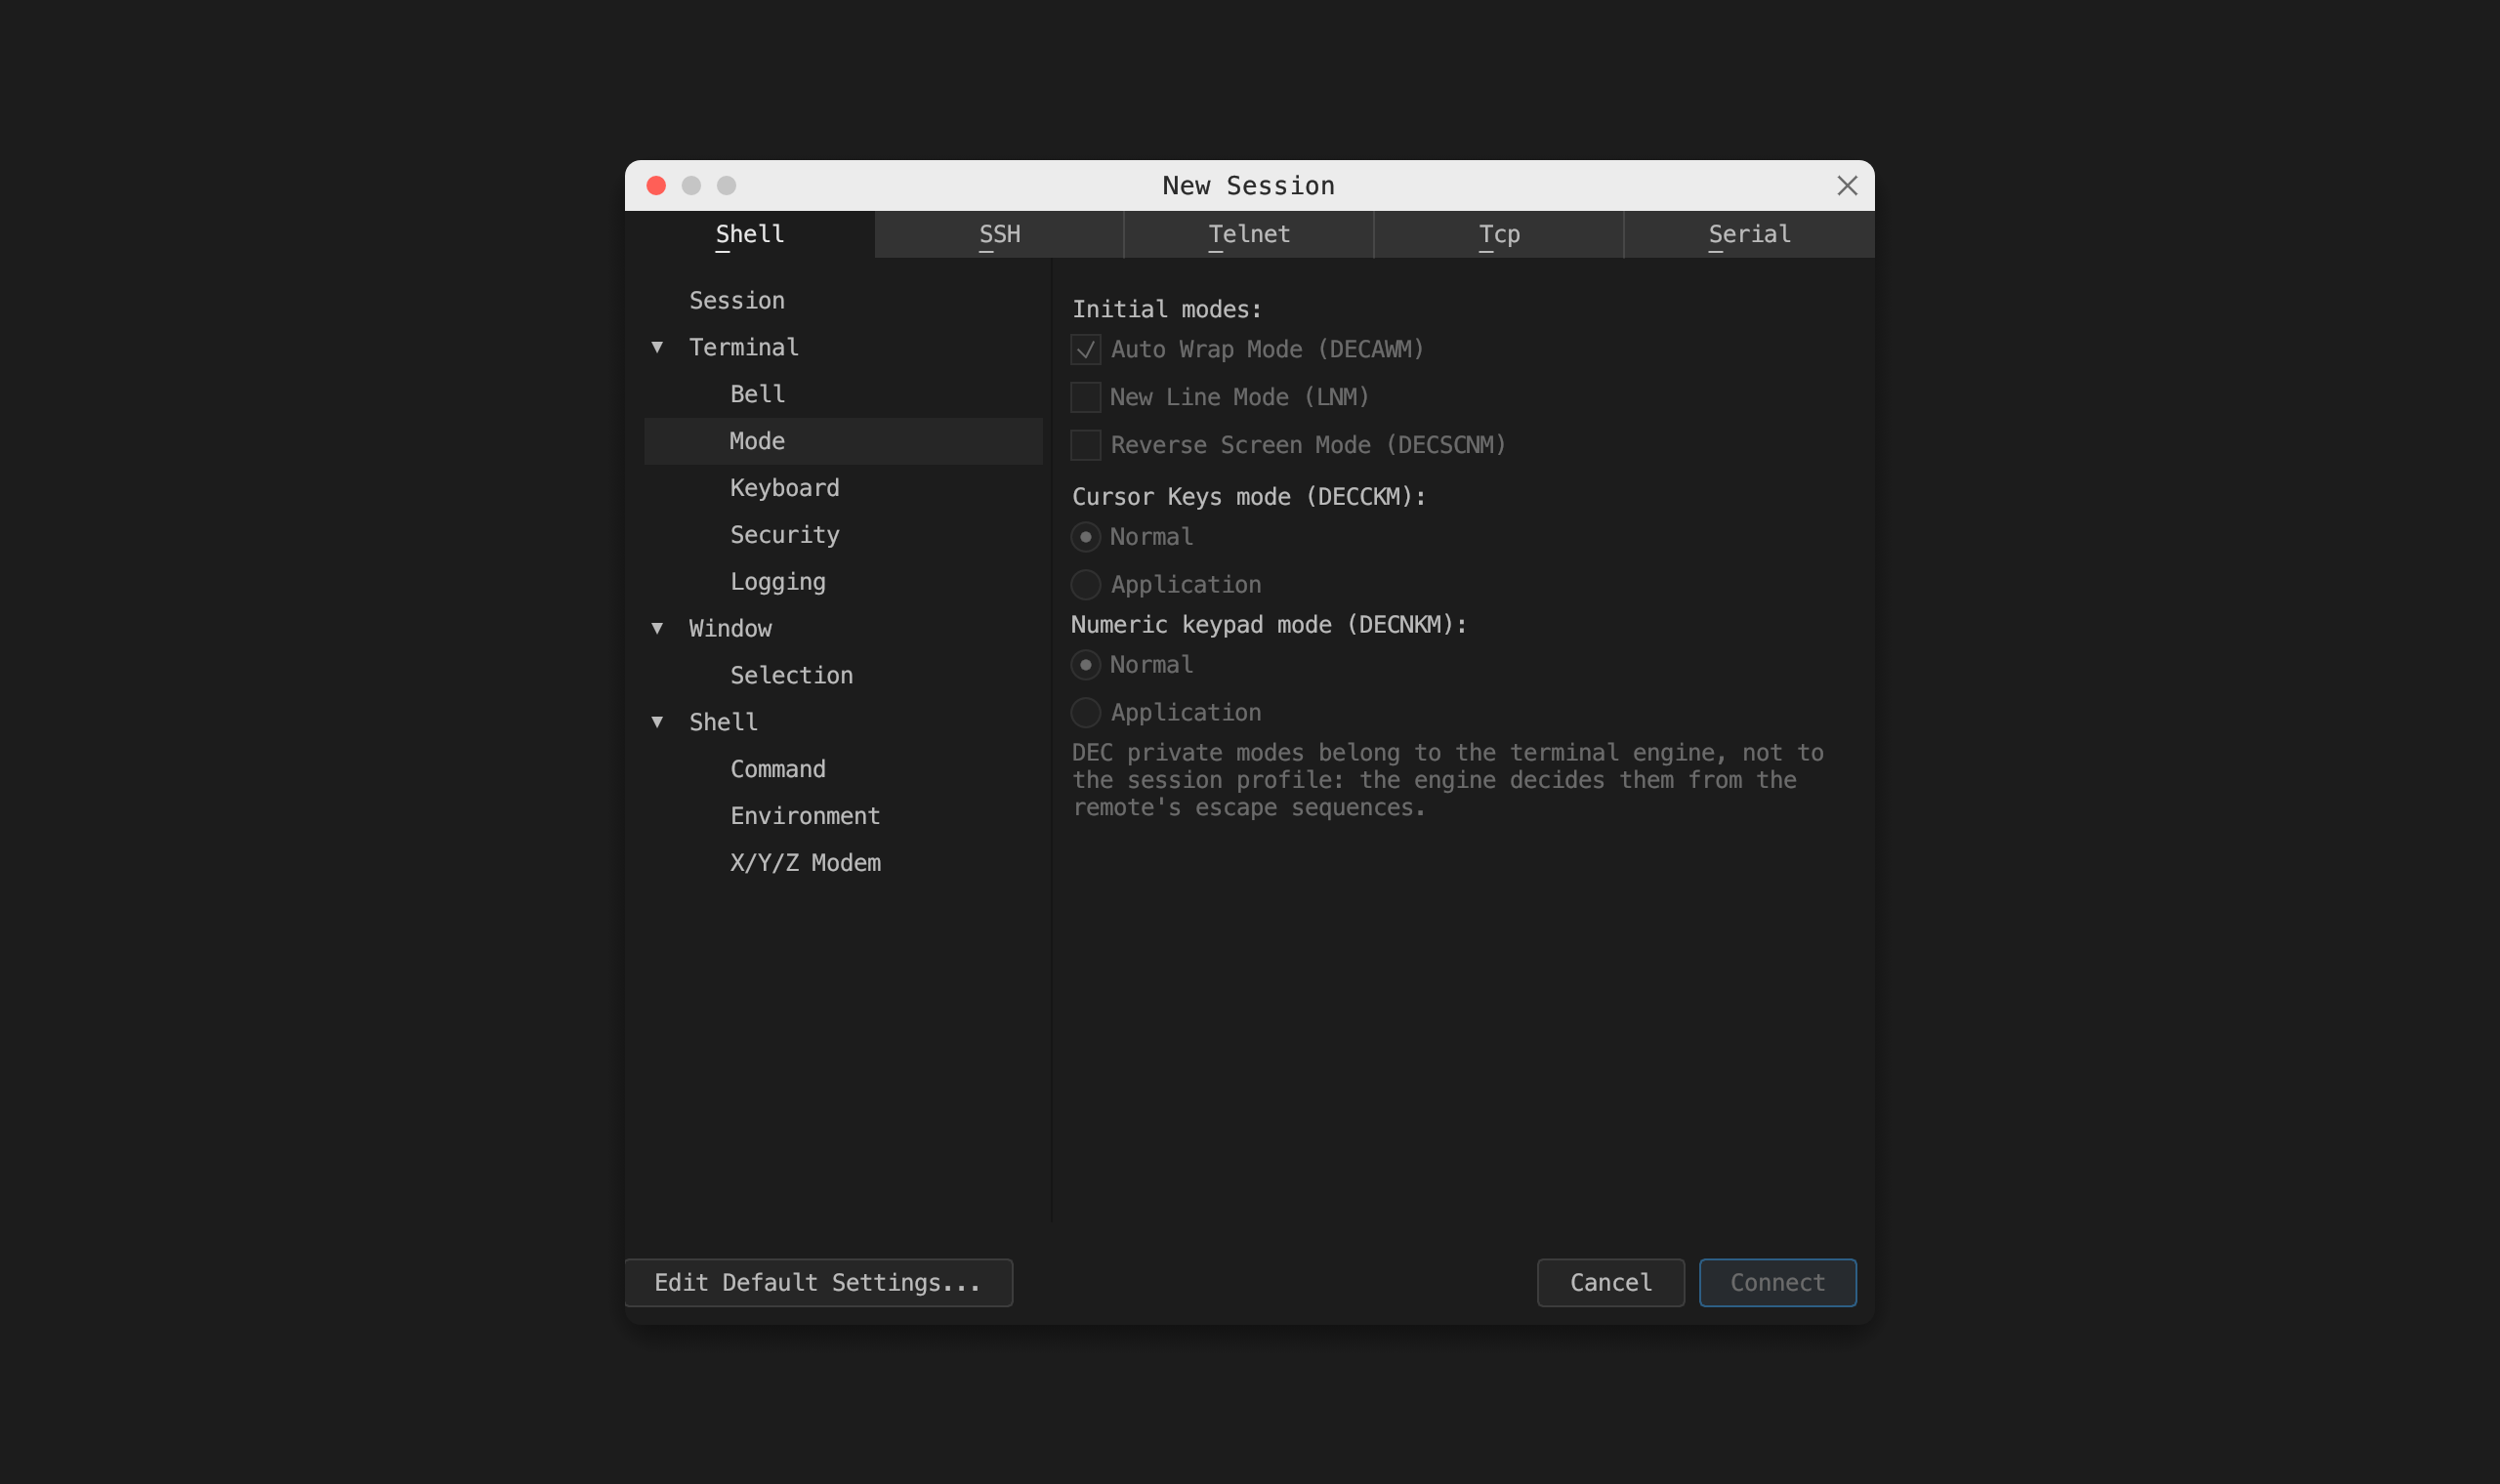 New Session
Shell
SSH
Telnet
Tcp
Serial
Session
Terminal
Bell
Mode
Keyboard
Security
Logging
Window
Selection
Shell
Command
Environment
X/Y/Z Modem
Initial modes:
Auto Wrap Mode (DECAWM)
New Line Mode (LNM)
Reverse Screen Mode (DECSCNM)
Cursor Keys mode (DECCKM):
Normal
Application
Numeric keypad mode (DECNKM):
Normal
Application
DEC private modes belong to the terminal engine, not to
the session profile: the engine decides them from the
remote's escape sequences.
Edit Default Settings...
Cancel
Connect